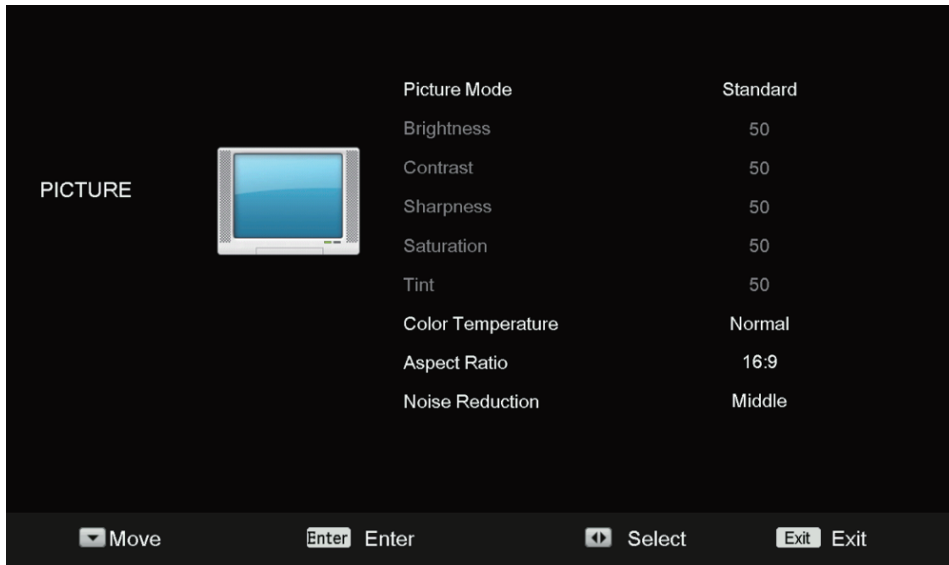 PICTURE
Picture Mode Standard
Brightness 50
Contrast 50
Sharpness 50
Saturation 50
Tint 50
Color Temperature Normal
Aspect Ratio 16:9
Noise Reduction Middle
Move Enter Enter Select Exit Exit